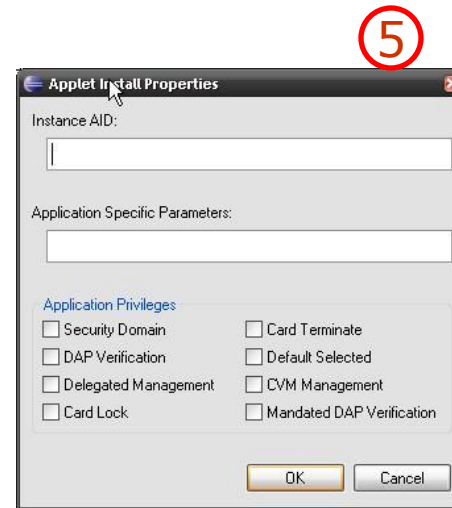 5
Applet Install Properties
Instance AID:
Application Specific Parameters:
Application Privileges
Security Domain
Card Terminate
DAP Verification
Default Selected
Delegated Management
CVM Management
Card Lock
Mandated DAP Verification
OK
Cancel